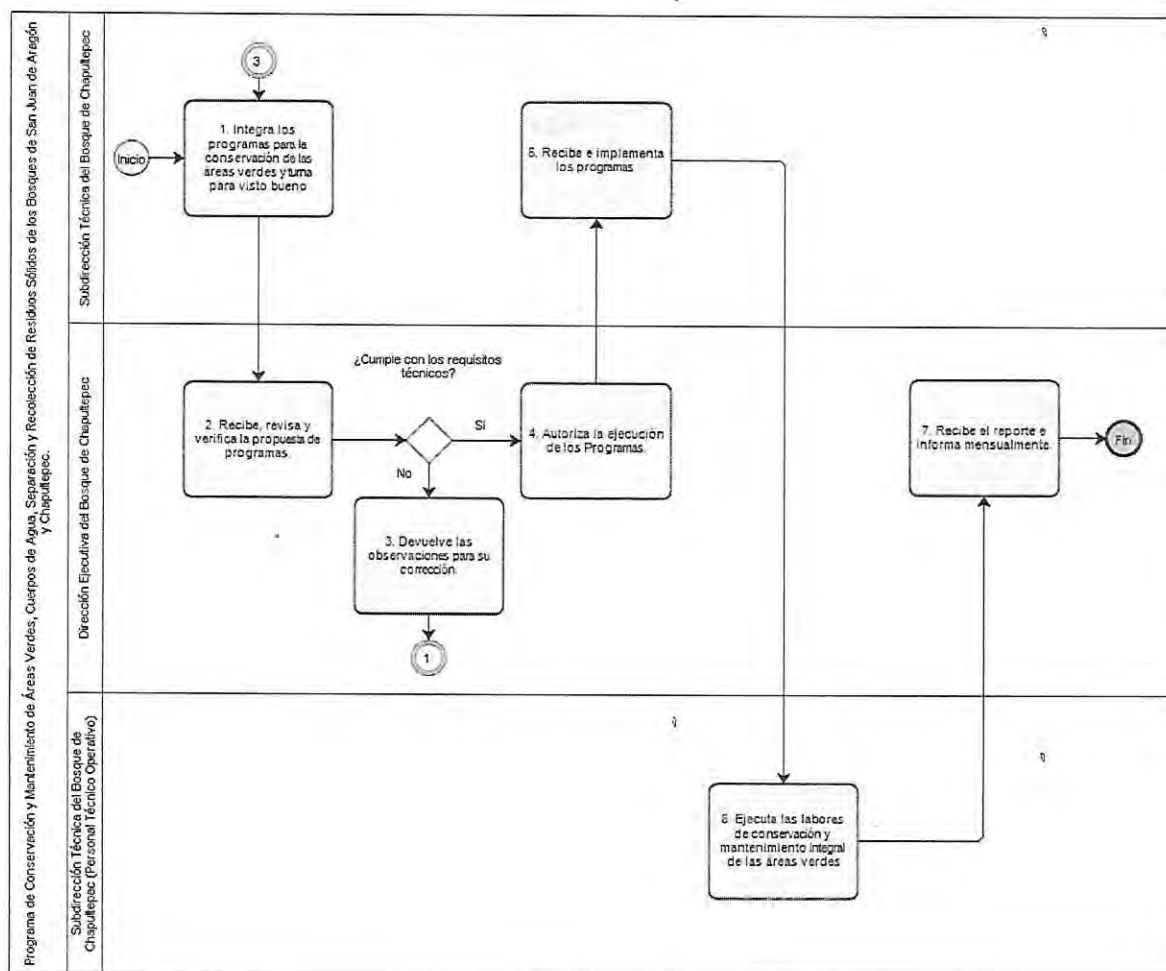 Programa de Conservación y Mantenimiento de Áreas Verdes, Cuerpos de Agua, Separación y Recolección de Residuos Sólidos de los Bosques de San Juan de Aragón
y Chapultepec.
Subdirección Técnica del Bosque de Chapultepec
3
Inicio
1. Integra los
programas para la
conservación de las
áreas verdes y turna
para visto bueno
5. Recibe e implementa
los programas
Dirección Ejecutiva del Bosque de Chapultepec
2. Recibe, revisa y
verifica la propuesta de
programas.
¿Cumple con los requisitos
técnicos?
Sí
No
4. Autoriza la ejecución
de los Programas.
3. Devuelve las
observaciones para su
corrección.
1
7. Recibe el reporte e
informa mensualmente.
Fin
Subdirección Técnica del Bosque de
Chapultepec (Personal Técnico Operativo)
6. Ejecuta las labores
de conservación y
mantenimiento integral
de las áreas verdes